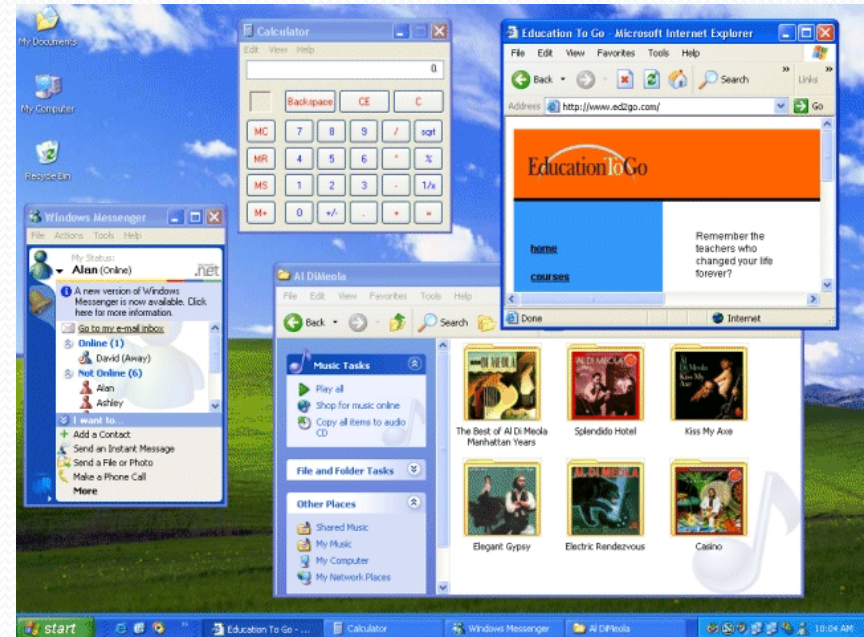 My Documents
My Computer
Recycle Bin
Calculator
Edit View Help
0.
Backspace CE C
MC 7 8 9 / sqrt
MR 4 5 6 * %
MS 1 2 3 - 1/x
M+ 0 +/- . + =
Education To Go - Microsoft Internet Explorer
File Edit View Favorites Tools Help
Back Search Links
Address http://www.ed2go.com/ Go
EducationToGo
home
courses
Remember the
teachers who
changed your life
forever?
Done Internet
Windows Messenger
File Actions Tools Help
My Status:
Alan (Online)
.net
A new version of Windows
Messenger is now available. Click
here for more information.
Go to my e-mail inbox
Online (1)
David (Away)
Not Online (6)
Alan
Ashley
I want to...
Add a Contact
Send an Instant Message
Send a File or Photo
Make a Phone Call
More
Al DiMeola
File Edit View Favorites Tools Help
Back Search
Music Tasks
Play all
Shop for music online
Copy all items to audio
CD
File and Folder Tasks
Other Places
Shared Music
My Music
My Computer
My Network Places
The Best of Al Di Meola
Manhattan Years
Splendido Hotel
Kiss My Axe
Elegant Gypsy
Electric Rendezvous
Casino
start Education To Go - ... Calculator Windows Messenger Al DiMeola 10:04 AM